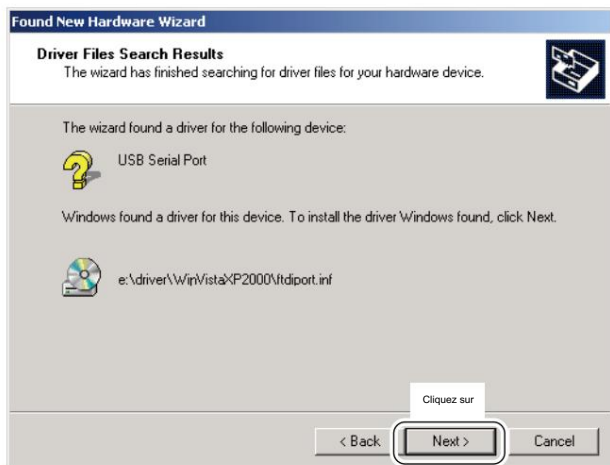 Found New Hardware Wizard
Driver Files Search Results
The wizard has finished searching for driver files for your hardware device.
The wizard found a driver for the following device:
USB Serial Port
Windows found a driver for this device. To install the driver Windows found, click Next.
e:\driver\WinVistaXP2000\ftdiport.inf
Cliquez sur
< Back
Next >
Cancel